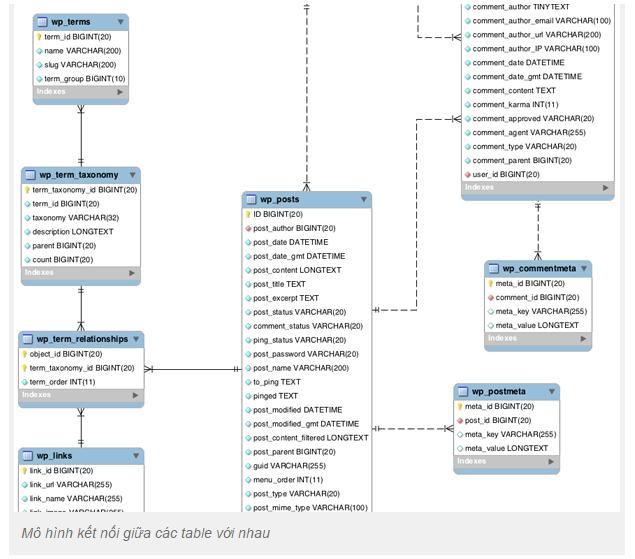 wp_terms
term_id BIGINT(20)
name VARCHAR(200)
slug VARCHAR(200)
term_group BIGINT(10)
Indexes
wp_term_taxonomy
term_taxonomy_id BIGINT(20)
term_id BIGINT(20)
taxonomy VARCHAR(32)
description LONGTEXT
parent BIGINT(20)
count BIGINT(20)
Indexes
wp_term_relationships
object_id BIGINT(20)
term_taxonomy_id BIGINT(20)
term_order INT(11)
Indexes
wp_links
link_id BIGINT(20)
link_url VARCHAR(255)
link_name VARCHAR(255)
link_image VARCHAR(255)
wp_posts
ID BIGINT(20)
post_author BIGINT(20)
post_date DATETIME
post_date_gmt DATETIME
post_content LONGTEXT
post_title TEXT
post_excerpt TEXT
post_status VARCHAR(20)
comment_status VARCHAR(20)
ping_status VARCHAR(20)
post_password VARCHAR(20)
post_name VARCHAR(200)
to_ping TEXT
pinged TEXT
post_modified DATETIME
post_modified_gmt DATETIME
post_content_filtered LONGTEXT
post_parent BIGINT(20)
guid VARCHAR(255)
menu_order INT(11)
post_type VARCHAR(20)
post_mime_type VARCHAR(100)
comment_author TINYTEXT
comment_author_email VARCHAR(100)
comment_author_url VARCHAR(200)
comment_author_IP VARCHAR(100)
comment_date DATETIME
comment_date_gmt DATETIME
comment_content TEXT
comment_karma INT(11)
comment_approved VARCHAR(20)
comment_agent VARCHAR(255)
comment_type VARCHAR(20)
comment_parent BIGINT(20)
user_id BIGINT(20)
Indexes
wp_commentmeta
meta_id BIGINT(20)
comment_id BIGINT(20)
meta_key VARCHAR(255)
meta_value LONGTEXT
Indexes
wp_postmeta
meta_id BIGINT(20)
post_id BIGINT(20)
meta_key VARCHAR(255)
meta_value LONGTEXT
Indexes
Mô hình kết nối giữa các table với nhau